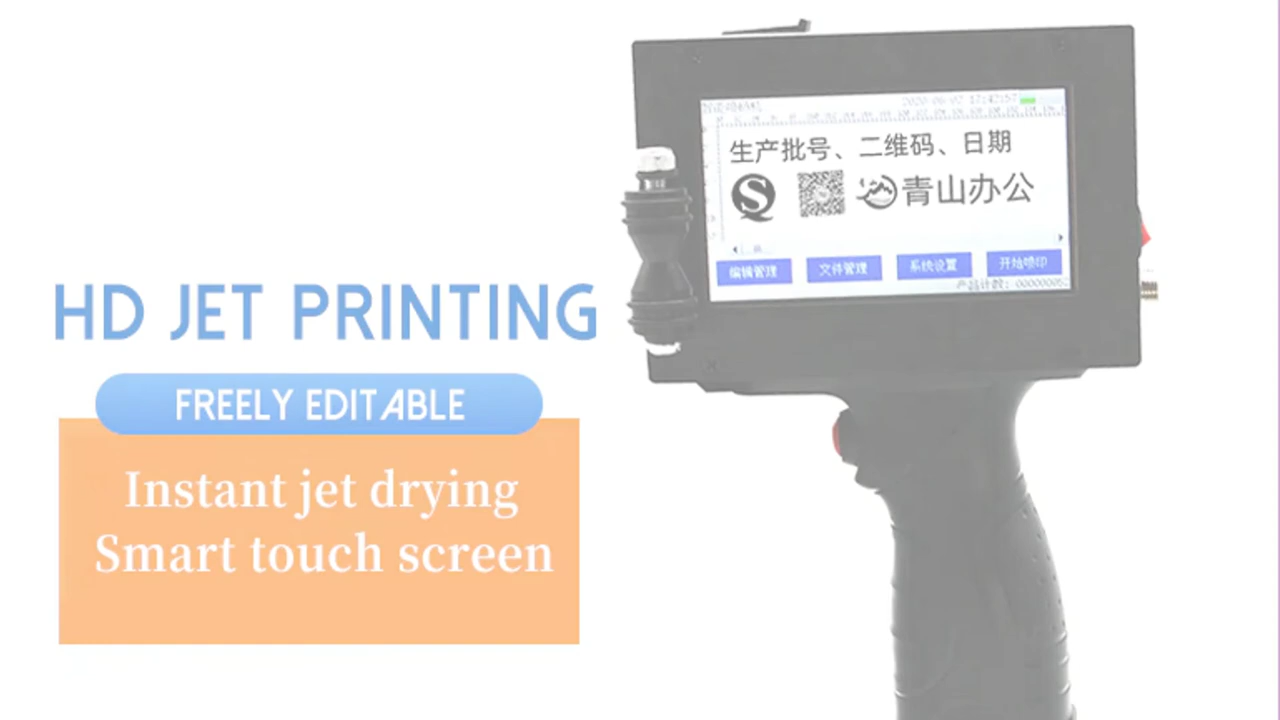 HD JET PRINTING
FREELY EDITABLE
Instant jet drying
Smart touch screen
生产批号、二维码、日期
青山办公
编辑管理 文件管理 系统设置 开始喷印